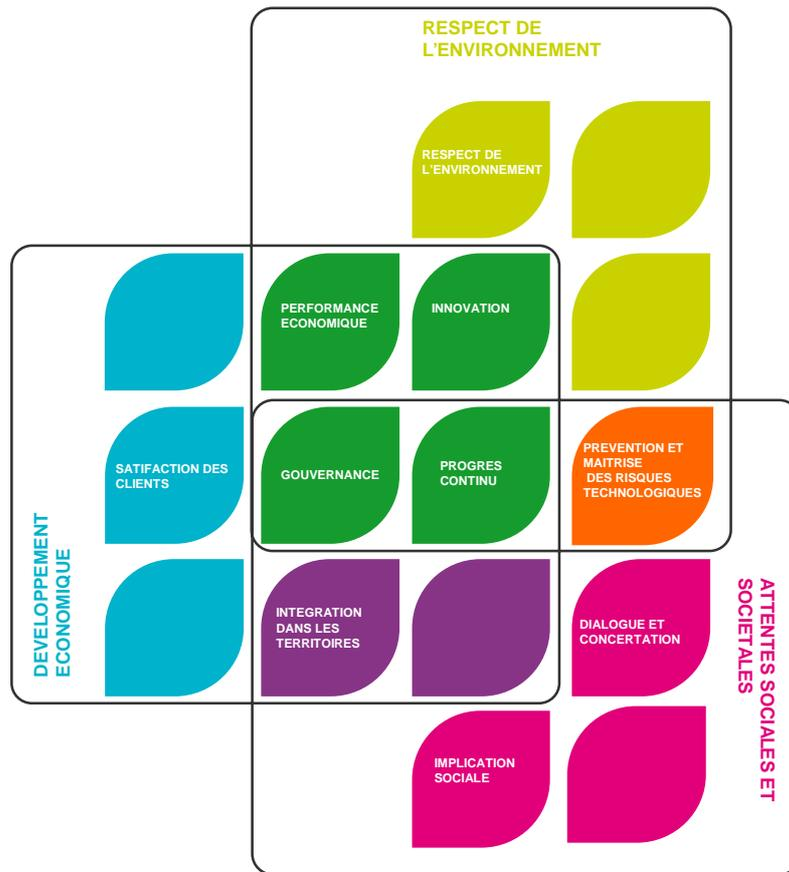 RESPECT DE
L'ENVIRONNEMENT
RESPECT DE
L'ENVIRONNEMENT
PERFORMANCE
ECONOMIQUE
INNOVATION
SATIFACTION DES
CLIENTS
GOUVERNANCE
PROGRES
CONTINU
PREVENTION ET
MAITRISE
DES RISQUES
TECHNOLOGIQUES
DEVELOPPEMENT
ECONOMIQUE
INTEGRATION
DANS LES
TERRITOIRES
DIALOGUE ET
CONCERTATION
ATTENTES SOCIALES ET
SOCIETALES
IMPLICATION
SOCIALE